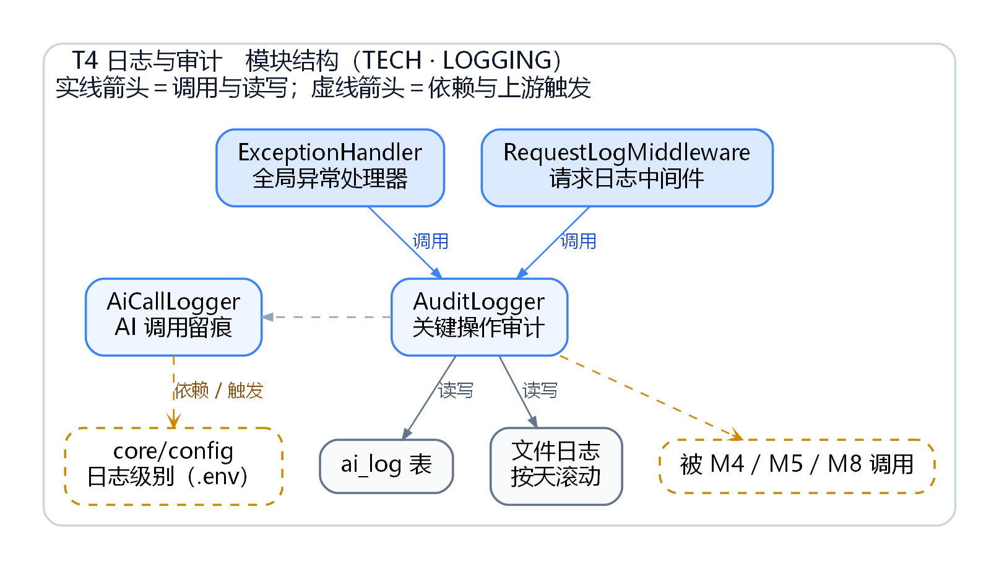 T4 日志与审计　模块结构（TECH · LOGGING）
实线箭头＝调用与读写；虚线箭头＝依赖与上游触发
ExceptionHandler
全局异常处理器
RequestLogMiddleware
请求日志中间件
调用
调用
AiCallLogger
AI 调用留痕
AuditLogger
关键操作审计
依赖 / 触发
读写
读写
core/config
日志级别（.env）
ai_log 表
文件日志
按天滚动
被 M4 / M5 / M8 调用